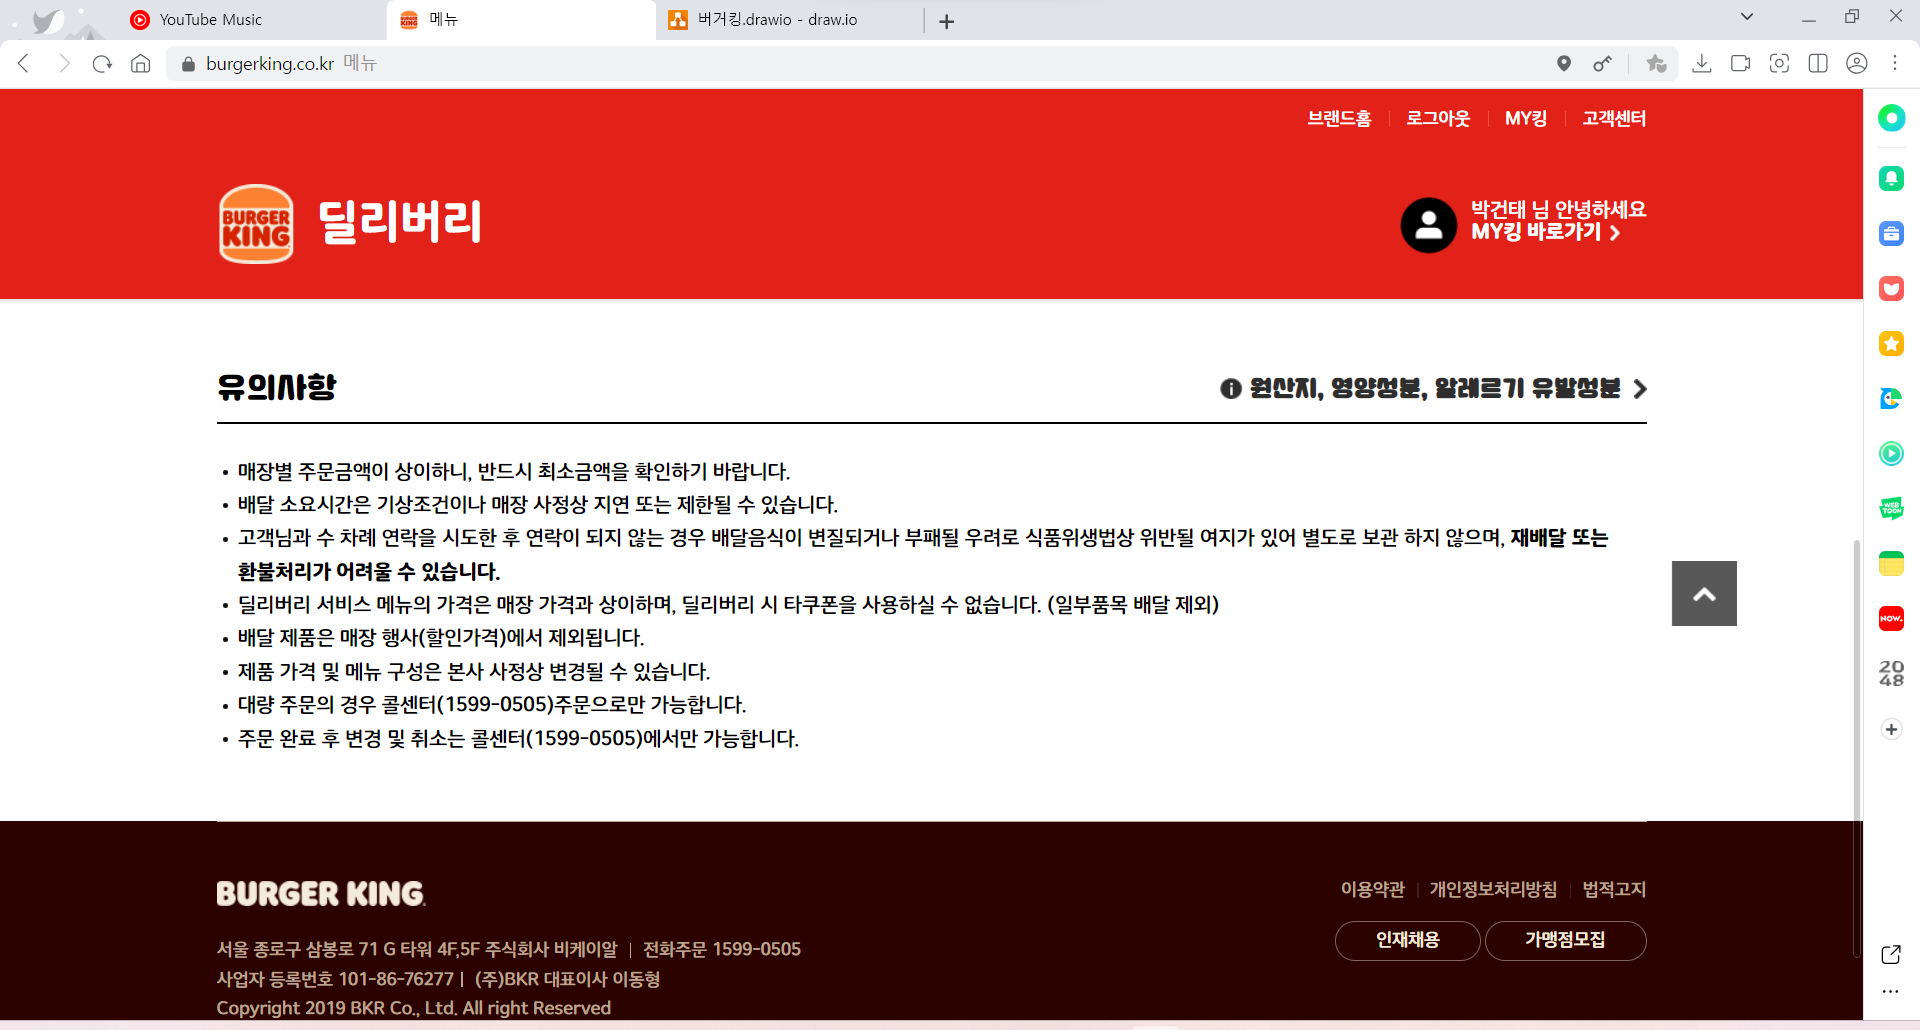 YouTube Music
메뉴
버거킹.drawio - draw.io
burgerking.co.kr 메뉴
브랜드홈
로그아웃
MY킹
고객센터
BURGER KING
딜리버리
박건태 님 안녕하세요
MY킹 바로가기
유의사항
원산지, 영양성분, 알레르기 유발성분
• 매장별 주문금액이 상이하니, 반드시 최소금액을 확인하기 바랍니다.
• 배달 소요시간은 기상조건이나 매장 사정상 지연 또는 제한될 수 있습니다.
• 고객님과 수 차례 연락을 시도한 후 연락이 되지 않는 경우 배달음식이 변질되거나 부패될 우려로 식품위생법상 위반될 여지가 있어 별도로 보관 하지 않으며, 재배달 또는
환불처리가 어려울 수 있습니다.
• 딜리버리 서비스 메뉴의 가격은 매장 가격과 상이하며, 딜리버리 시 타쿠폰을 사용하실 수 없습니다. (일부품목 배달 제외)
• 배달 제품은 매장 행사(할인가격)에서 제외됩니다.
• 제품 가격 및 메뉴 구성은 본사 사정상 변경될 수 있습니다.
• 대량 주문의 경우 콜센터(1599-0505)주문으로만 가능합니다.
• 주문 완료 후 변경 및 취소는 콜센터(1599-0505)에서만 가능합니다.
WEB TOON
NOW.
2048
BURGER KING.
이용약관
개인정보처리방침
법적고지
인재채용
가맹점모집
서울 종로구 삼봉로 71 G 타워 4F,5F 주식회사 비케이알 | 전화주문 1599-0505
사업자 등록번호 101-86-76277 | (주)BKR 대표이사 이동형
Copyright 2019 BKR Co., Ltd. All right Reserved